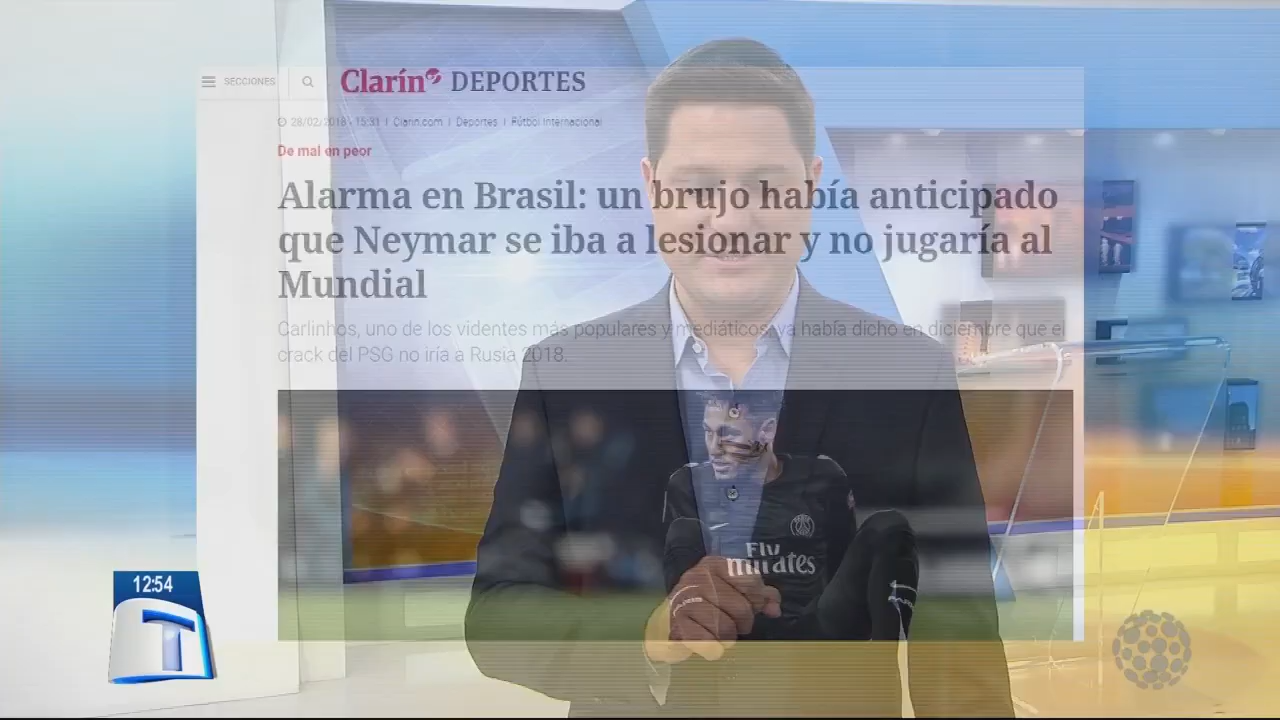 SECCIONES
Clarín DEPORTES
28/02/2018 - 15:31 | Clarin.com | Deportes | Fútbol Internacional
De mal en peor
Alarma en Brasil: un brujo había anticipado
que Neymar se iba a lesionar y no jugaría al
Mundial
Carlinhos, uno de los videntes más populares y mediáticos, ya había dicho en diciembre que el
crack del PSG no iría a Rusia 2018.
Fly
Emirates
12:54
T